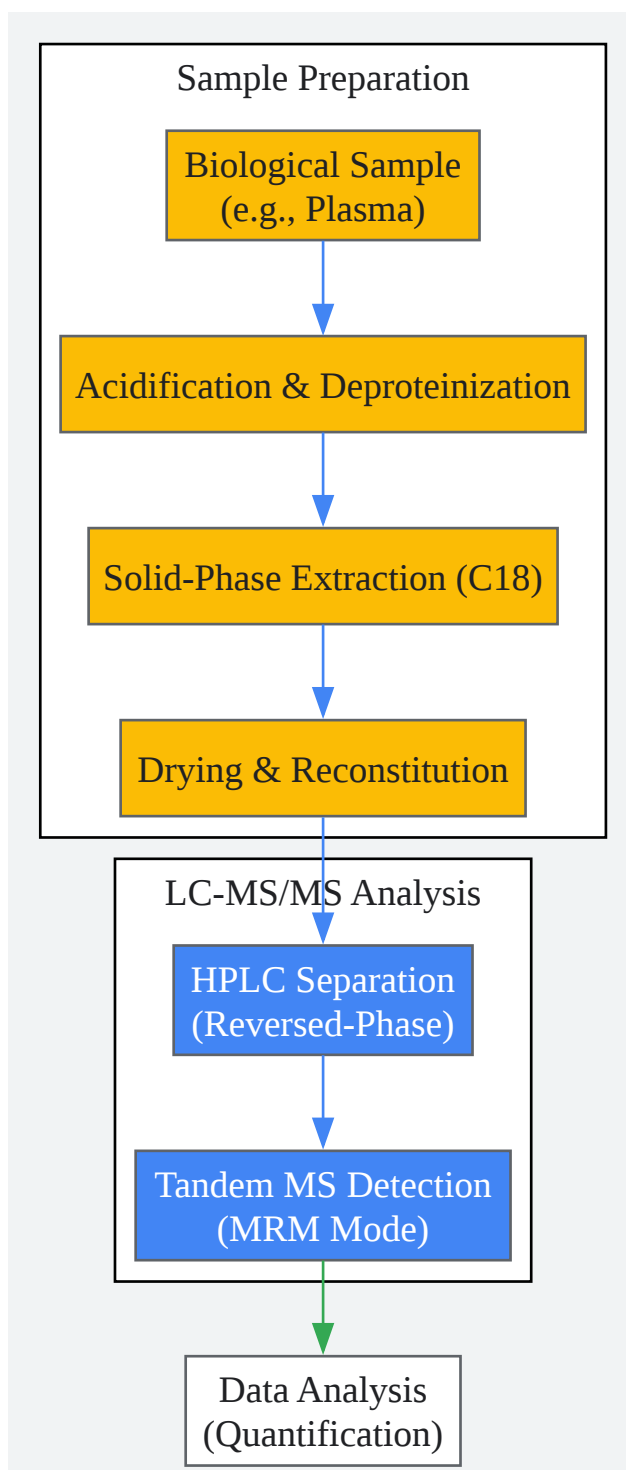 Sample Preparation
Biological Sample
(e.g., Plasma)
Acidification & Deproteinization
Solid-Phase Extraction (C18)
Drying & Reconstitution
LC-MS/MS Analysis
HPLC Separation
(Reversed-Phase)
Tandem MS Detection
(MRM Mode)
Data Analysis
(Quantification)